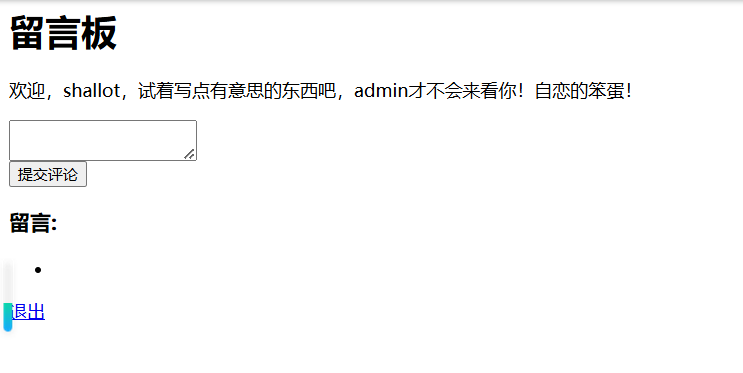 留言板
欢迎，shallot，试着写点有意思的东西吧，admin才不会来看你！自恋的笨蛋！
提交评论
留言:
退出